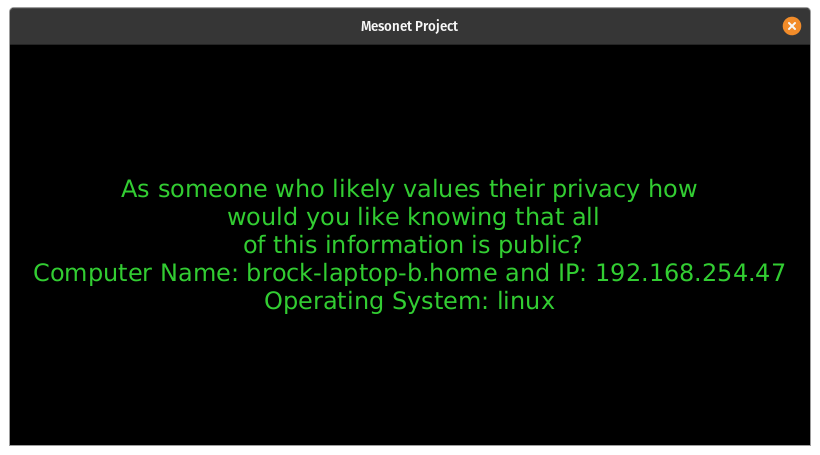 Mesonet Project
As someone who likely values their privacy how
would you like knowing that all
of this information is public?
Computer Name: brock-laptop-b.home and IP: 192.168.254.47
Operating System: linux